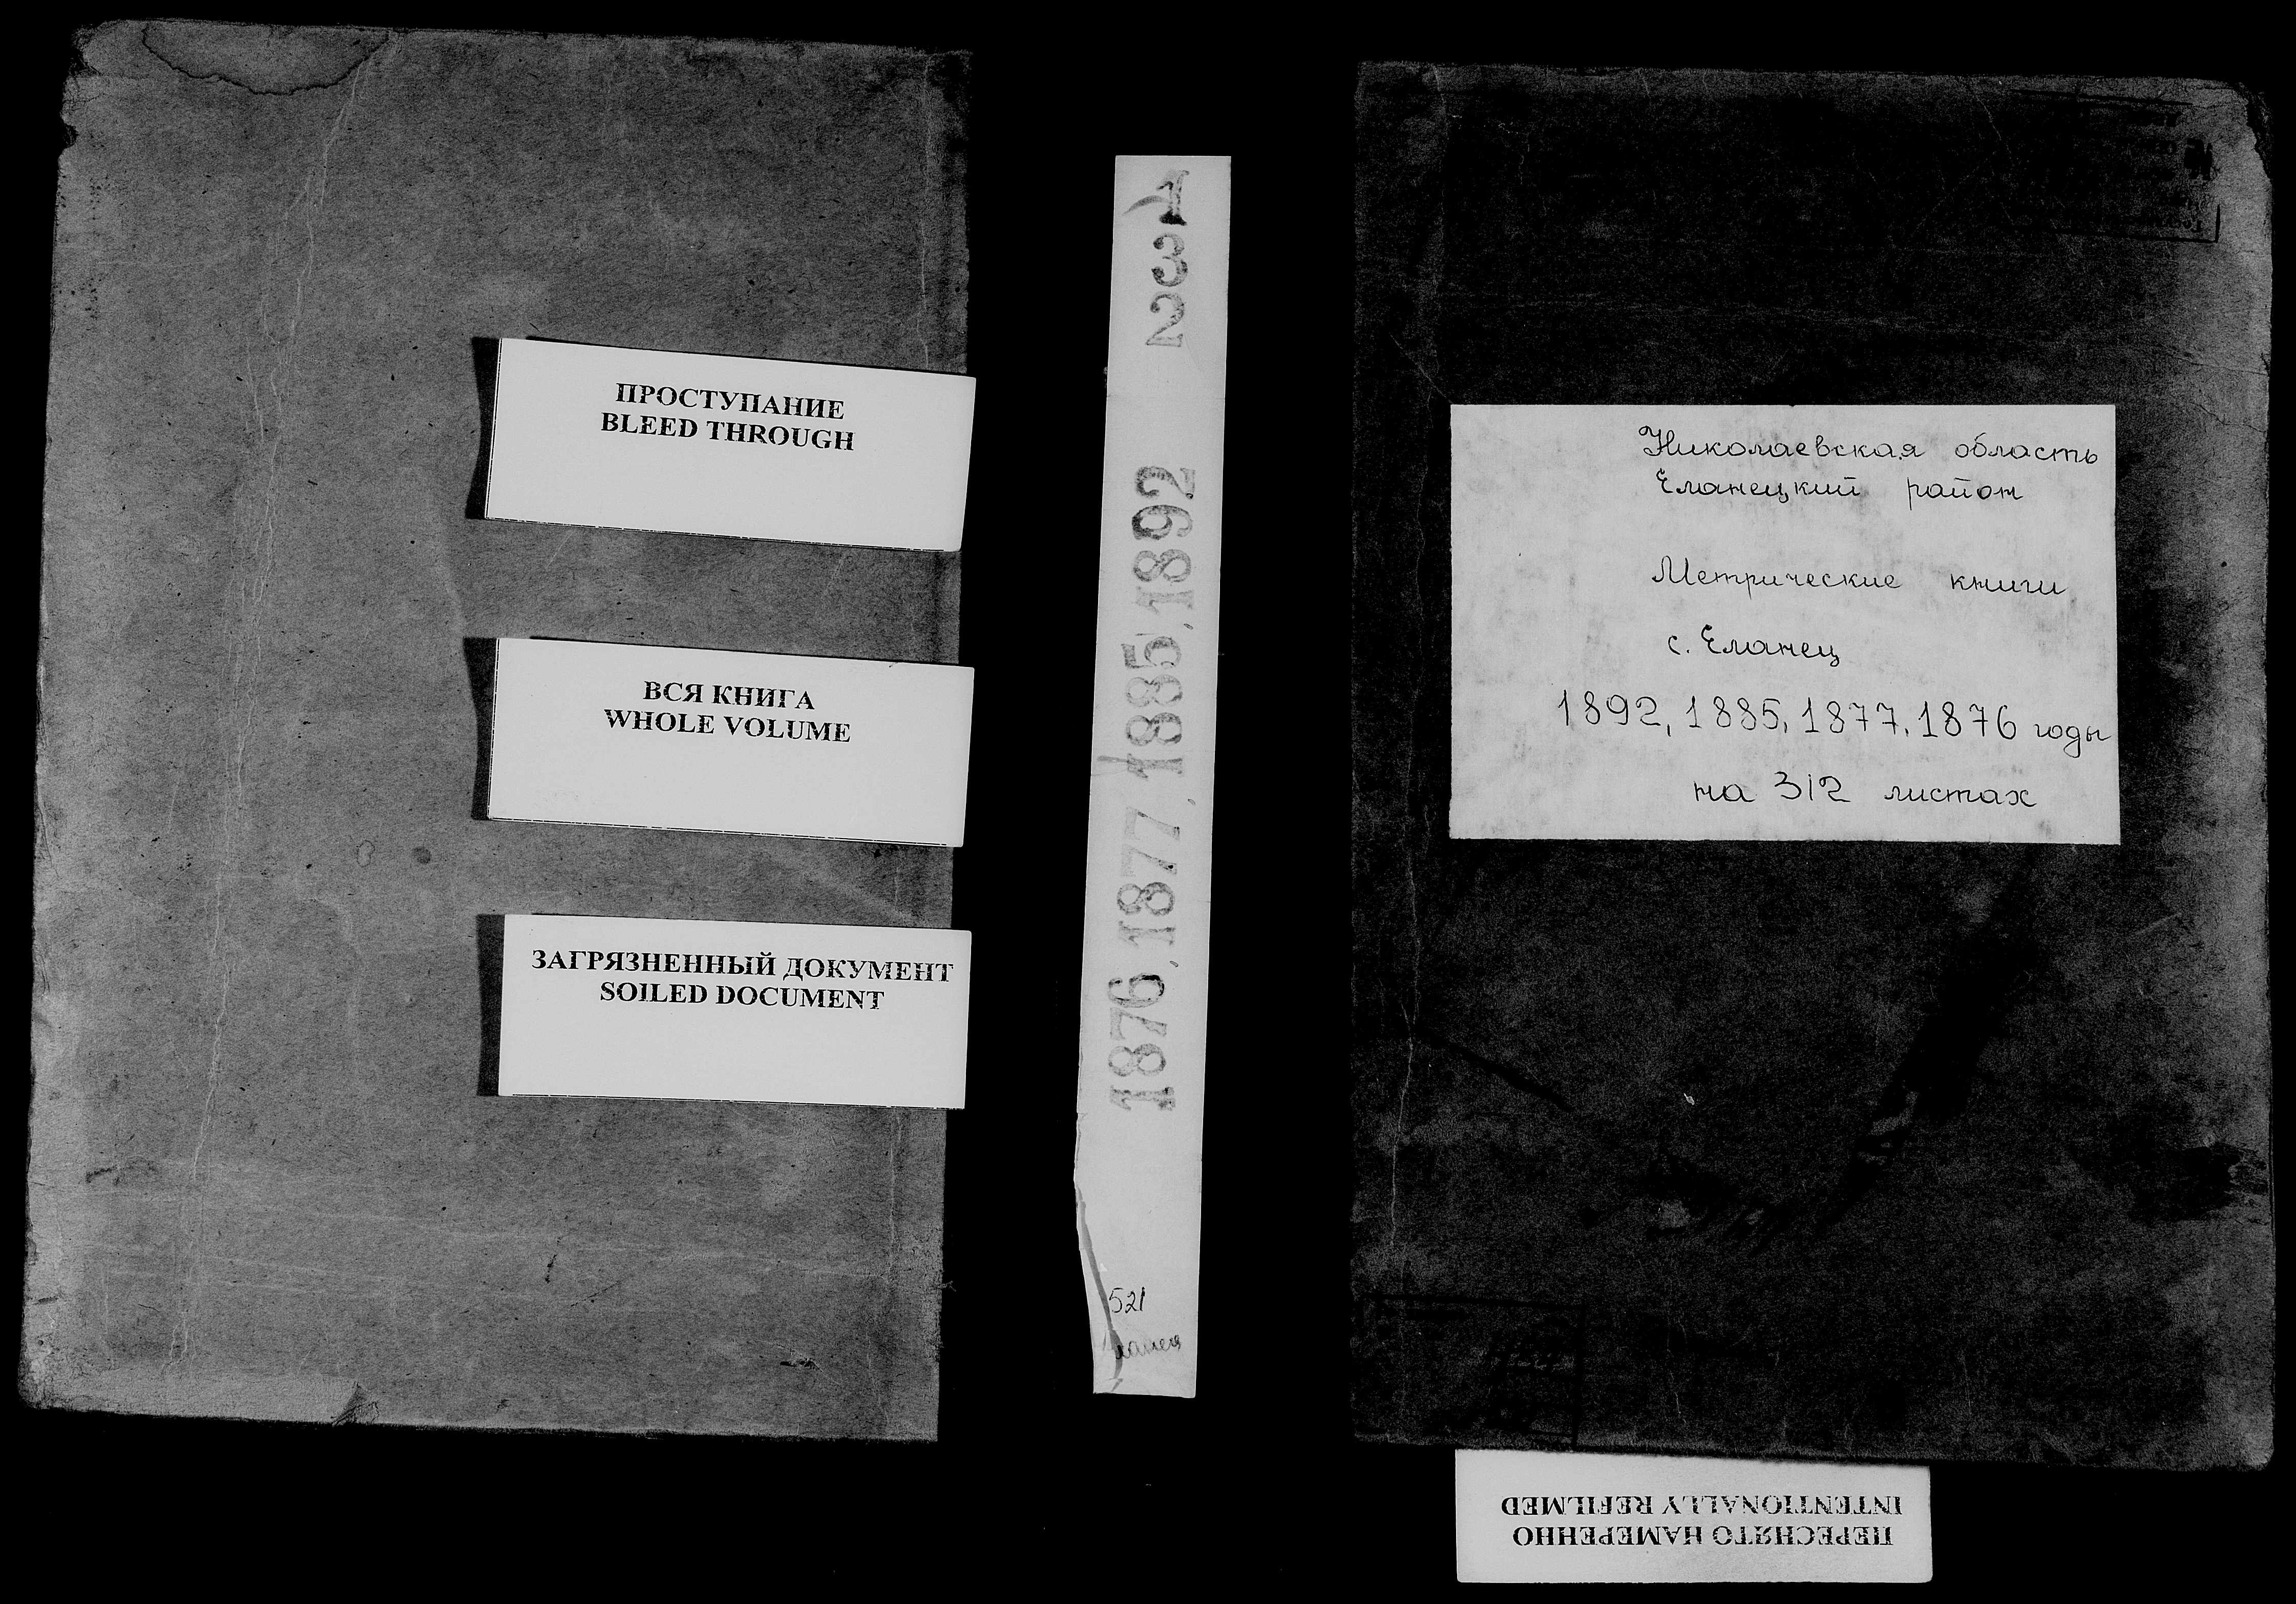 ПРОСТУПАНИЕ
BLEED THROUGH
ВСЯ КНИГА
WHOLE VOLUME
ЗАГРЯЗНЕННЫЙ ДОКУМЕНТ
SOILED DOCUMENT
1876,1877,1885,1892
521
Николаевская область
Еланецкий район
Метрические книги
с. Еланец
1892, 1885, 1877, 1876 годы
на 312 листах
ПЕРЕСНЯТО НАМЕРЕННО
INTENTIONALLY REFILMED